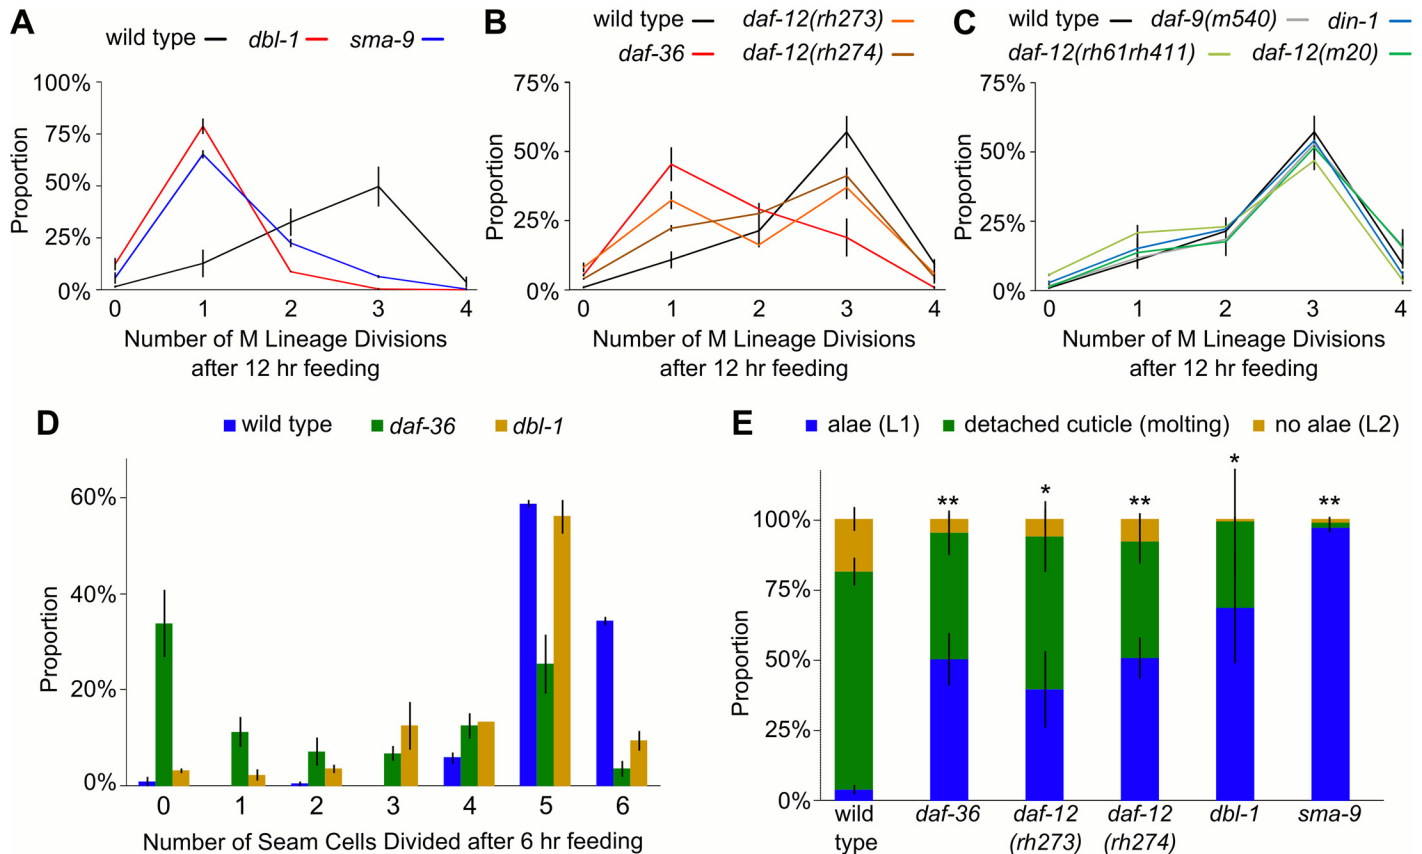 A
wild type dbl-1 sma-9
100%
75%
50%
25%
0%
Proportion
0 1 2 3 4
Number of M Lineage Divisions
after 12 hr feeding
B
wild type daf-12(rh273)
daf-36 daf-12(rh274)
75%
50%
25%
0%
Proportion
0 1 2 3 4
Number of M Lineage Divisions
after 12 hr feeding
C
wild type daf-9(m540) din-1
daf-12(rh61rh411) daf-12(m20)
75%
50%
25%
0%
Proportion
0 1 2 3 4
Number of M Lineage Divisions
after 12 hr feeding
D
wild type daf-36 dbl-1
60%
40%
20%
0%
Proportion
0 1 2 3 4 5 6
Number of Seam Cells Divided after 6 hr feeding
E
alae (L1) detached cuticle (molting) no alae (L2)
** * ** * **
100%
75%
50%
25%
0%
Proportion
wild daf-36 daf-12 daf-12 dbl-1 sma-9
type (rh273) (rh274)